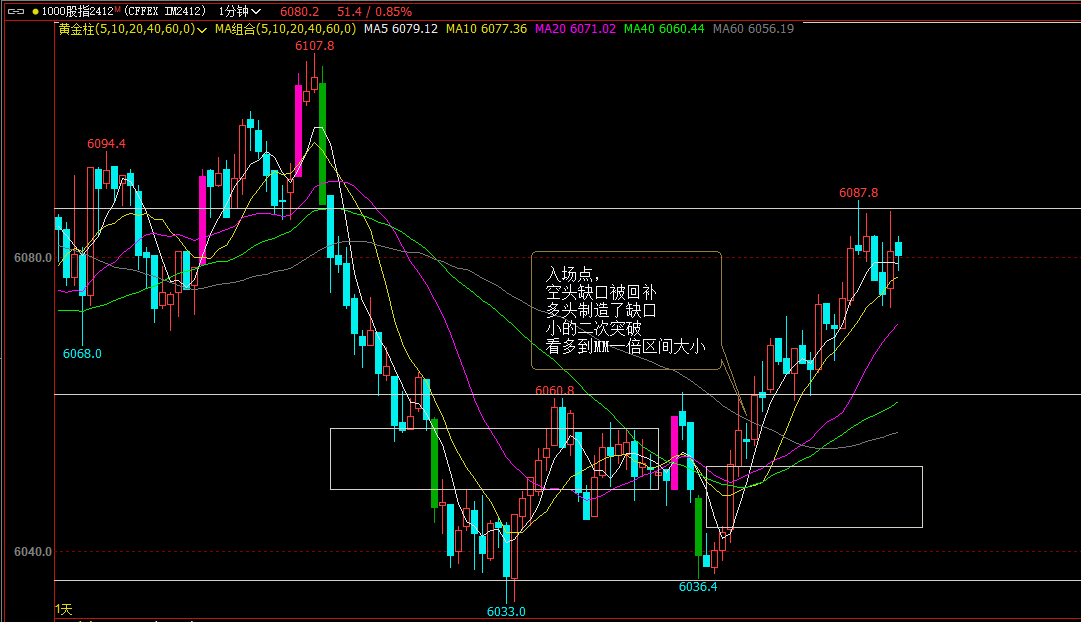 1000股指2412M (CFFEX IM2412) 1分钟 6080.2 51.4 / 0.85%
黄金柱(5,10,20,40,60,0) MA组合(5,10,20,40,60,0) MA5 6079.12 MA10 6077.36 MA20 6071.02 MA40 6060.44 MA60 6056.19
6107.8
6094.4
6087.8
6080.0
入场点,
空头缺口被回补
多头制造了缺口
小的二次突破
看多到MM一倍区间大小
6068.0
6060.8
6040.0
6036.4
6033.0
1天